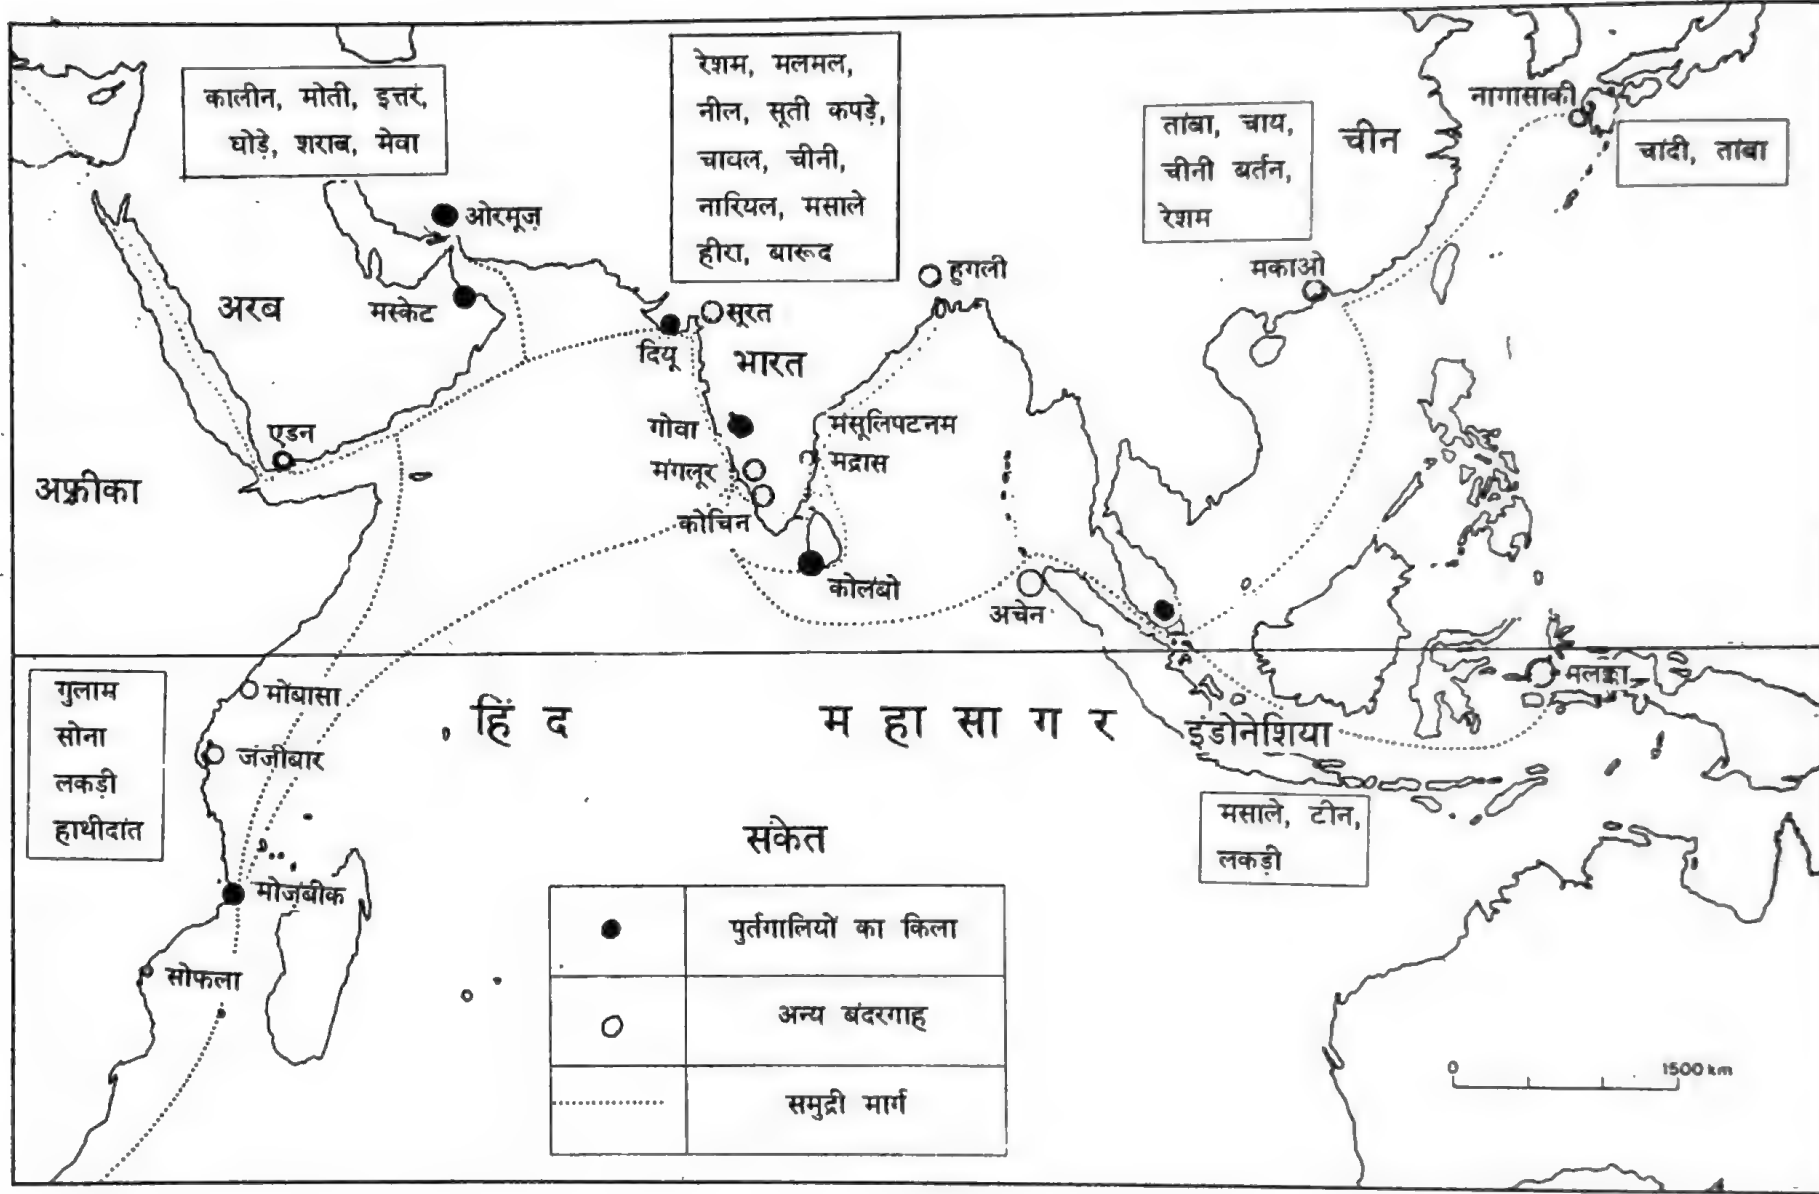 कालीन, मोती, इत्तर,
घोड़े, शराब, मेवा
रेशम, मलमल,
नील, सूती कपड़े,
चावल, चीनी,
नारियल, मसाले
हीरा, बारूद
तांबा, चाय,
चीनी बर्तन,
रेशम
चीन
नागासाकी
चांदी, तांबा
ओरमूज़
अरब
मस्केट
हुगली
मकाओ
सूरत
दियू
भारत
एडन
गोवा
मंसूलिपटनम
मंगलूर
मद्रास
अफ्रीका
कोचिन
कोलंबो
अचेन
गुलाम
सोना
लकड़ी
हाथीदांत
मोंबासा
जंजीबार
हिंद महासागर
मलक्का
इंडोनेशिया
मसाले, टीन,
लकड़ी
मोजंबीक
सोफला
संकेत
पुर्तगालियों का किला
अन्य बंदरगाह
समुद्री मार्ग
0 1500 km